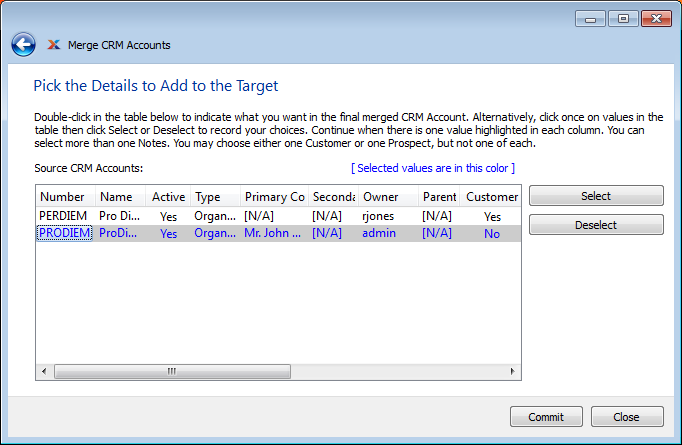 Merge CRM Accounts
Pick the Details to Add to the Target
Double-click in the table below to indicate what you want in the final merged CRM Account. Alternatively, click once on values in the
table then click Select or Deselect to record your choices. Continue when there is one value highlighted in each column. You can
select more than one Notes. You may choose either one Customer or one Prospect, but not one of each.
Source CRM Accounts: [ Selected values are in this color ]
Number Name Active Type Primary Co Seconda Owner Parent Customer
PERDIEM Pro Di... Yes Organ... [N/A] [N/A] rjones [N/A] Yes
PRODIEM ProDi... Yes Organ... Mr. John ... [N/A] admin [N/A] No
Select
Deselect
Commit Close